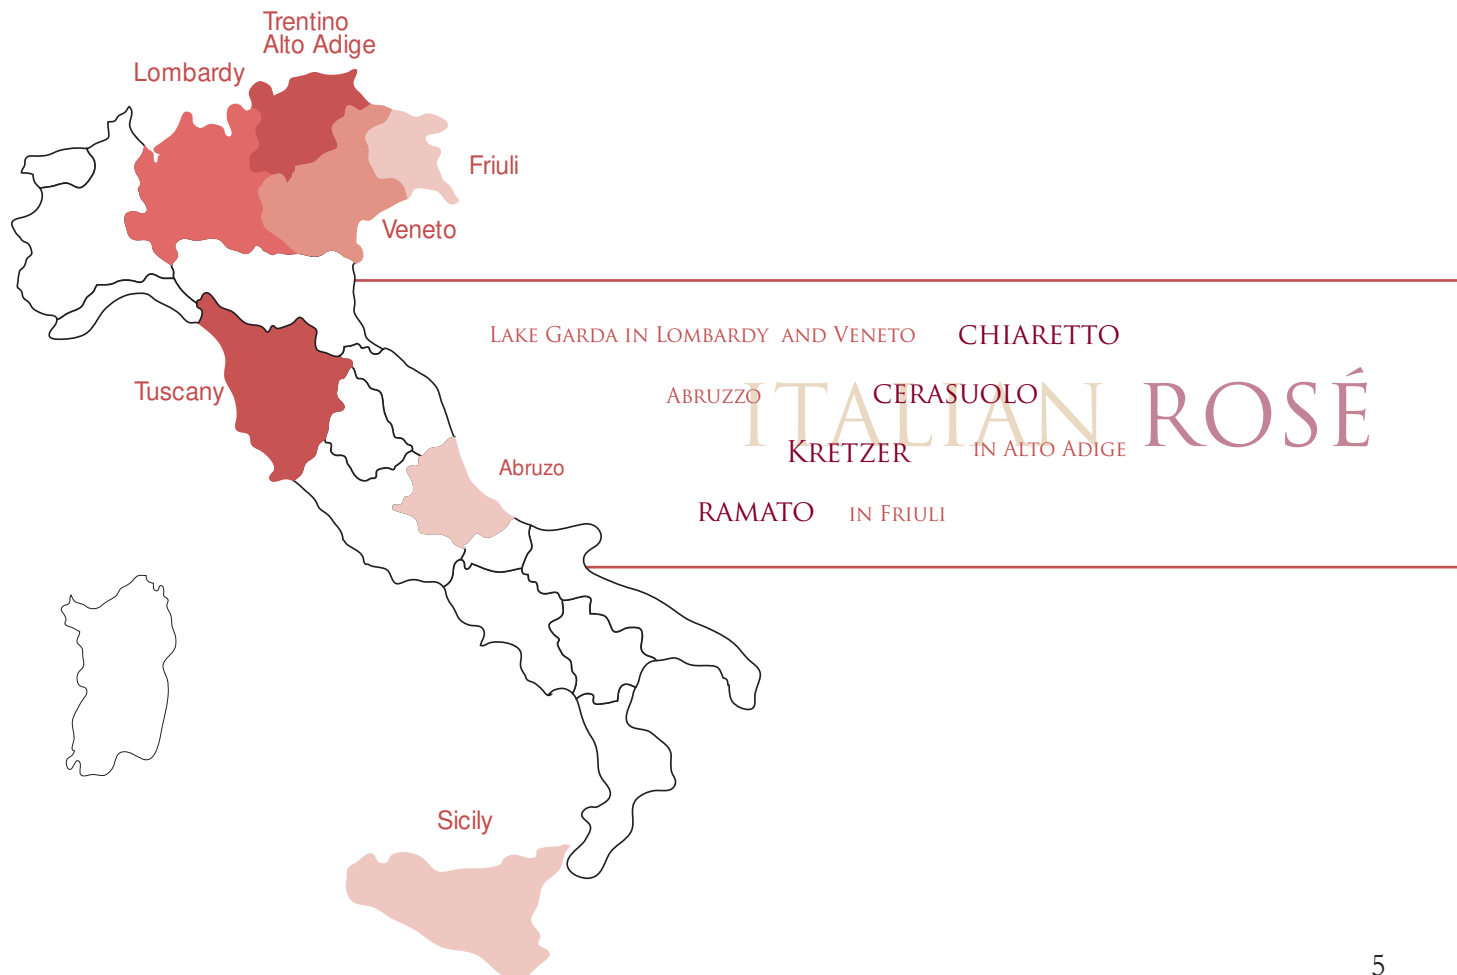 Trentino
Alto Adige
Lombardy
Friuli
Veneto
Lake Garda in Lombardy and Veneto CHIARETTO
Tuscany
Abruzzo CERASUOLO
ITALIAN ROSÉ
Kretzer in Alto Adige
Abruzo
RAMATO in Friuli
Sicily
5